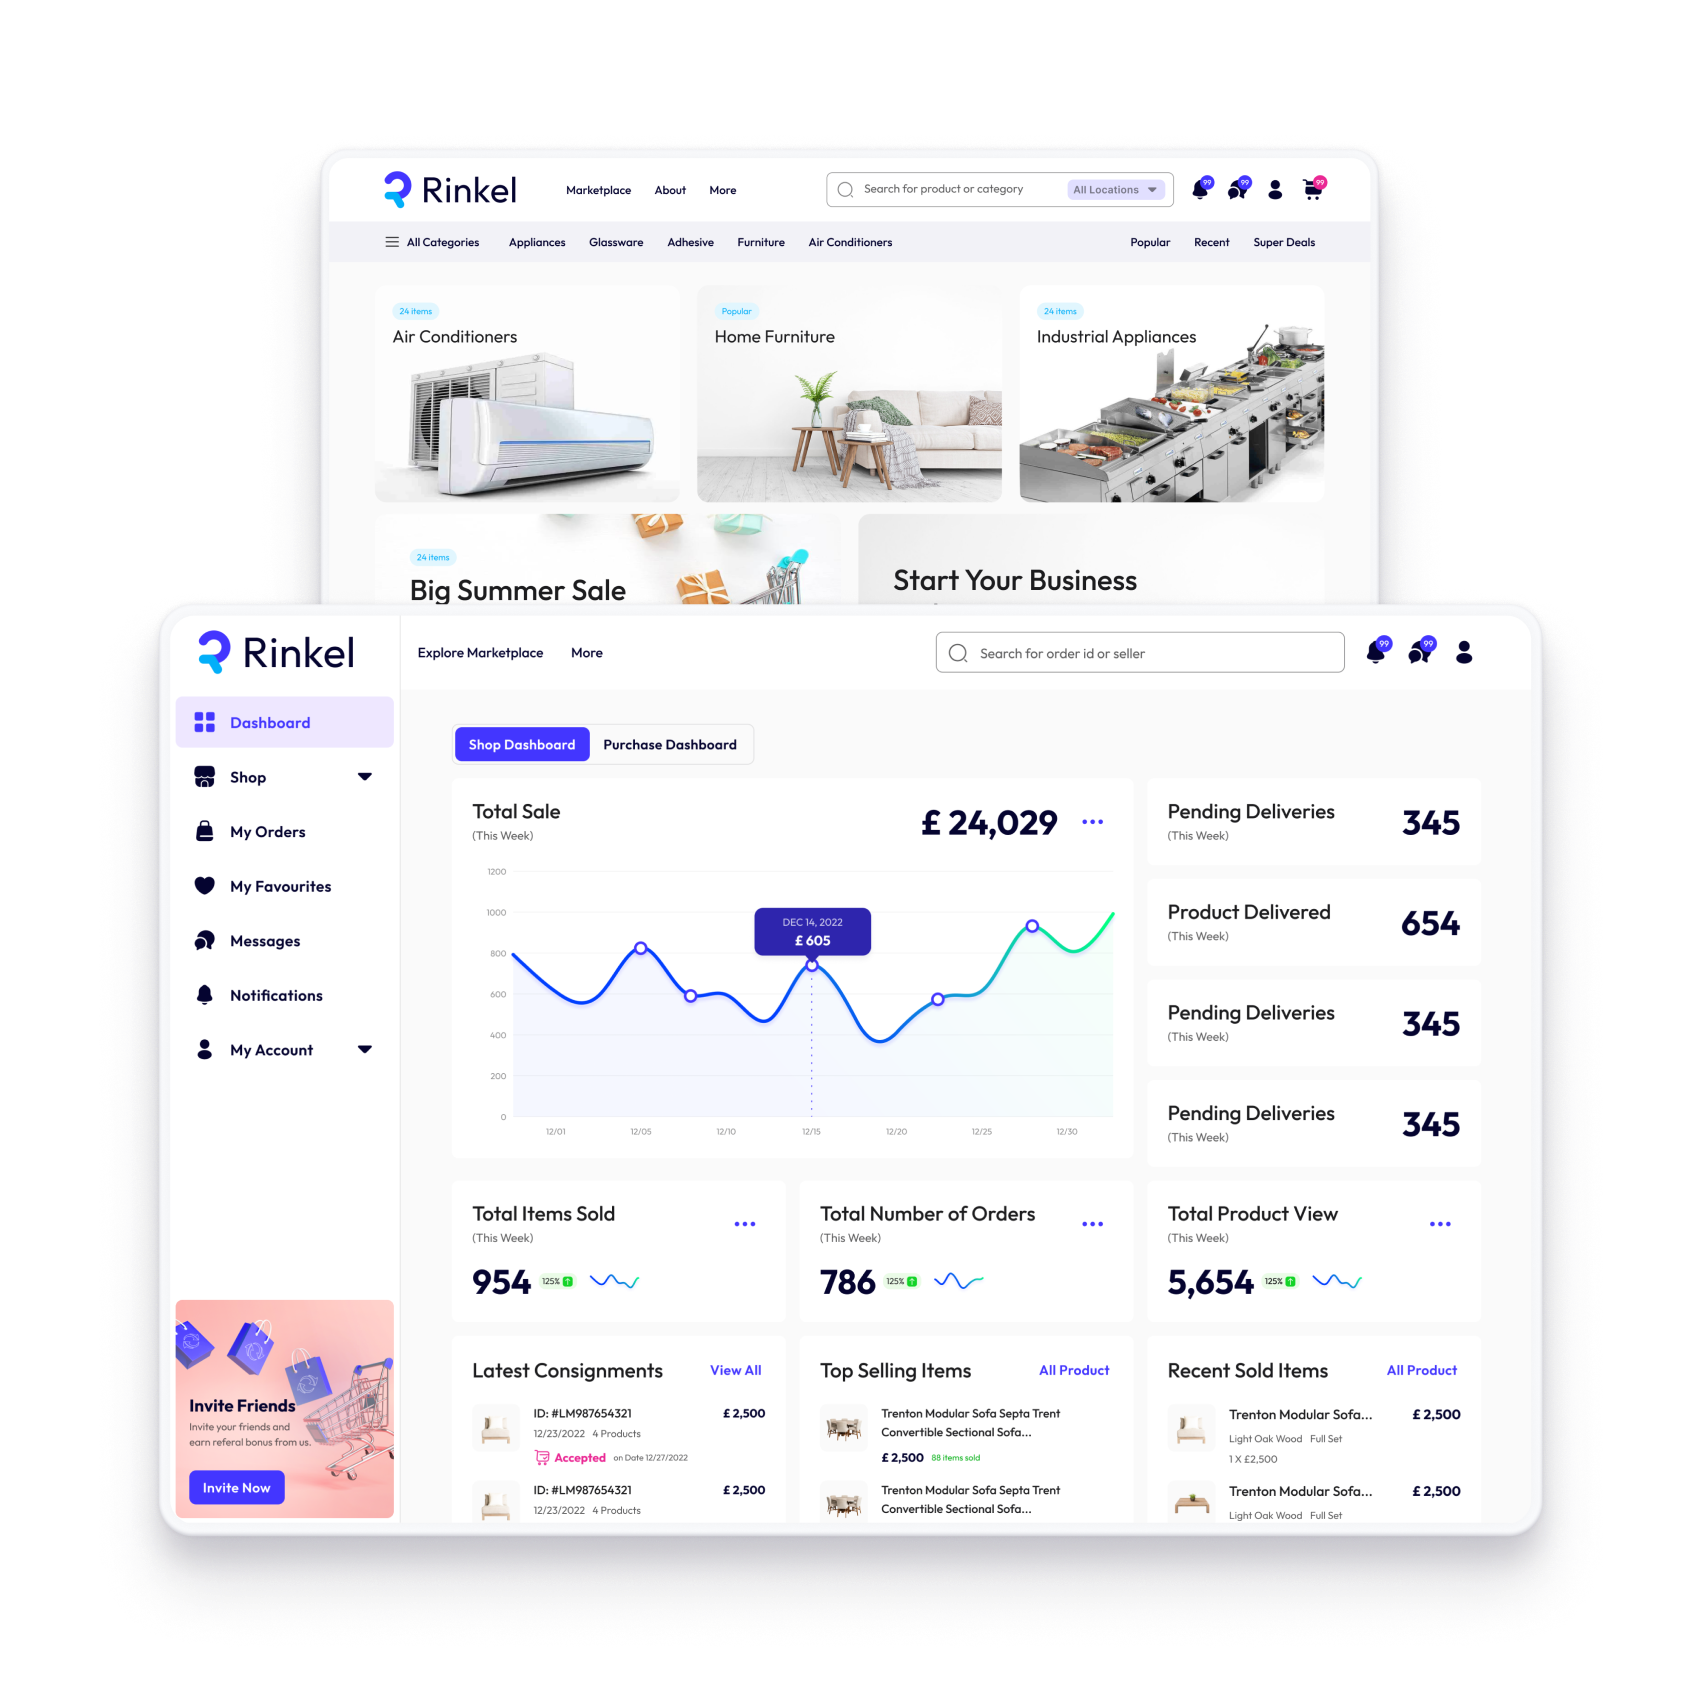 Rinkel
Marketplace About More
Search for product or category
All Locations
99
99
99
All Categories Appliances Glassware Adhesive Furniture Air Conditioners
Popular Recent Super Deals
24 items
Air Conditioners
Popular
Home Furniture
24 items
Industrial Appliances
24 items
Big Summer Sale
Start Your Business
Rinkel
Explore Marketplace More
Search for order id or seller
99
99
Dashboard
Shop
My Orders
My Favourites
Messages
Notifications
My Account
Invite Friends
Invite your friends and
earn referal bonus from us.
Invite Now
Shop Dashboard Purchase Dashboard
Total Sale
(This Week)
£ 24,029
1200
1000
800
600
400
200
0
DEC 14, 2022
£ 605
12/01 12/05 12/10 12/15 12/20 12/25 12/30
Pending Deliveries
(This Week)
345
Product Delivered
(This Week)
654
Pending Deliveries
(This Week)
345
Pending Deliveries
(This Week)
345
Total Items Sold
(This Week)
954 125%
Total Number of Orders
(This Week)
786 125%
Total Product View
(This Week)
5,654 125%
Latest Consignments View All
ID: #LM987654321 £ 2,500
12/23/2022 4 Products
Accepted on Date 12/27/2022
ID: #LM987654321 £ 2,500
12/23/2022 4 Products
Top Selling Items All Product
Trenton Modular Sofa Septa Trent
Convertible Sectional Sofa...
£ 2,500 88 items sold
Trenton Modular Sofa Septa Trent
Convertible Sectional Sofa...
Recent Sold Items All Product
Trenton Modular Sofa... £ 2,500
Light Oak Wood Full Set
1 X £2,500
Trenton Modular Sofa... £ 2,500
Light Oak Wood Full Set